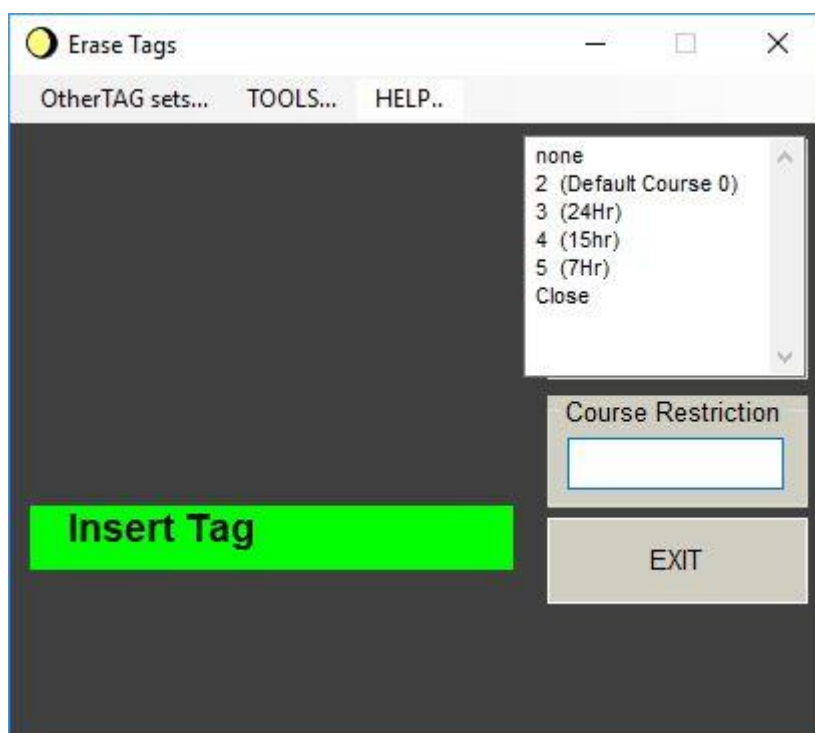 Erase Tags
OtherTAG sets... TOOLS... HELP..
none
2 (Default Course 0)
3 (24Hr)
4 (15hr)
5 (7Hr)
Close
Course Restriction
Insert Tag
EXIT